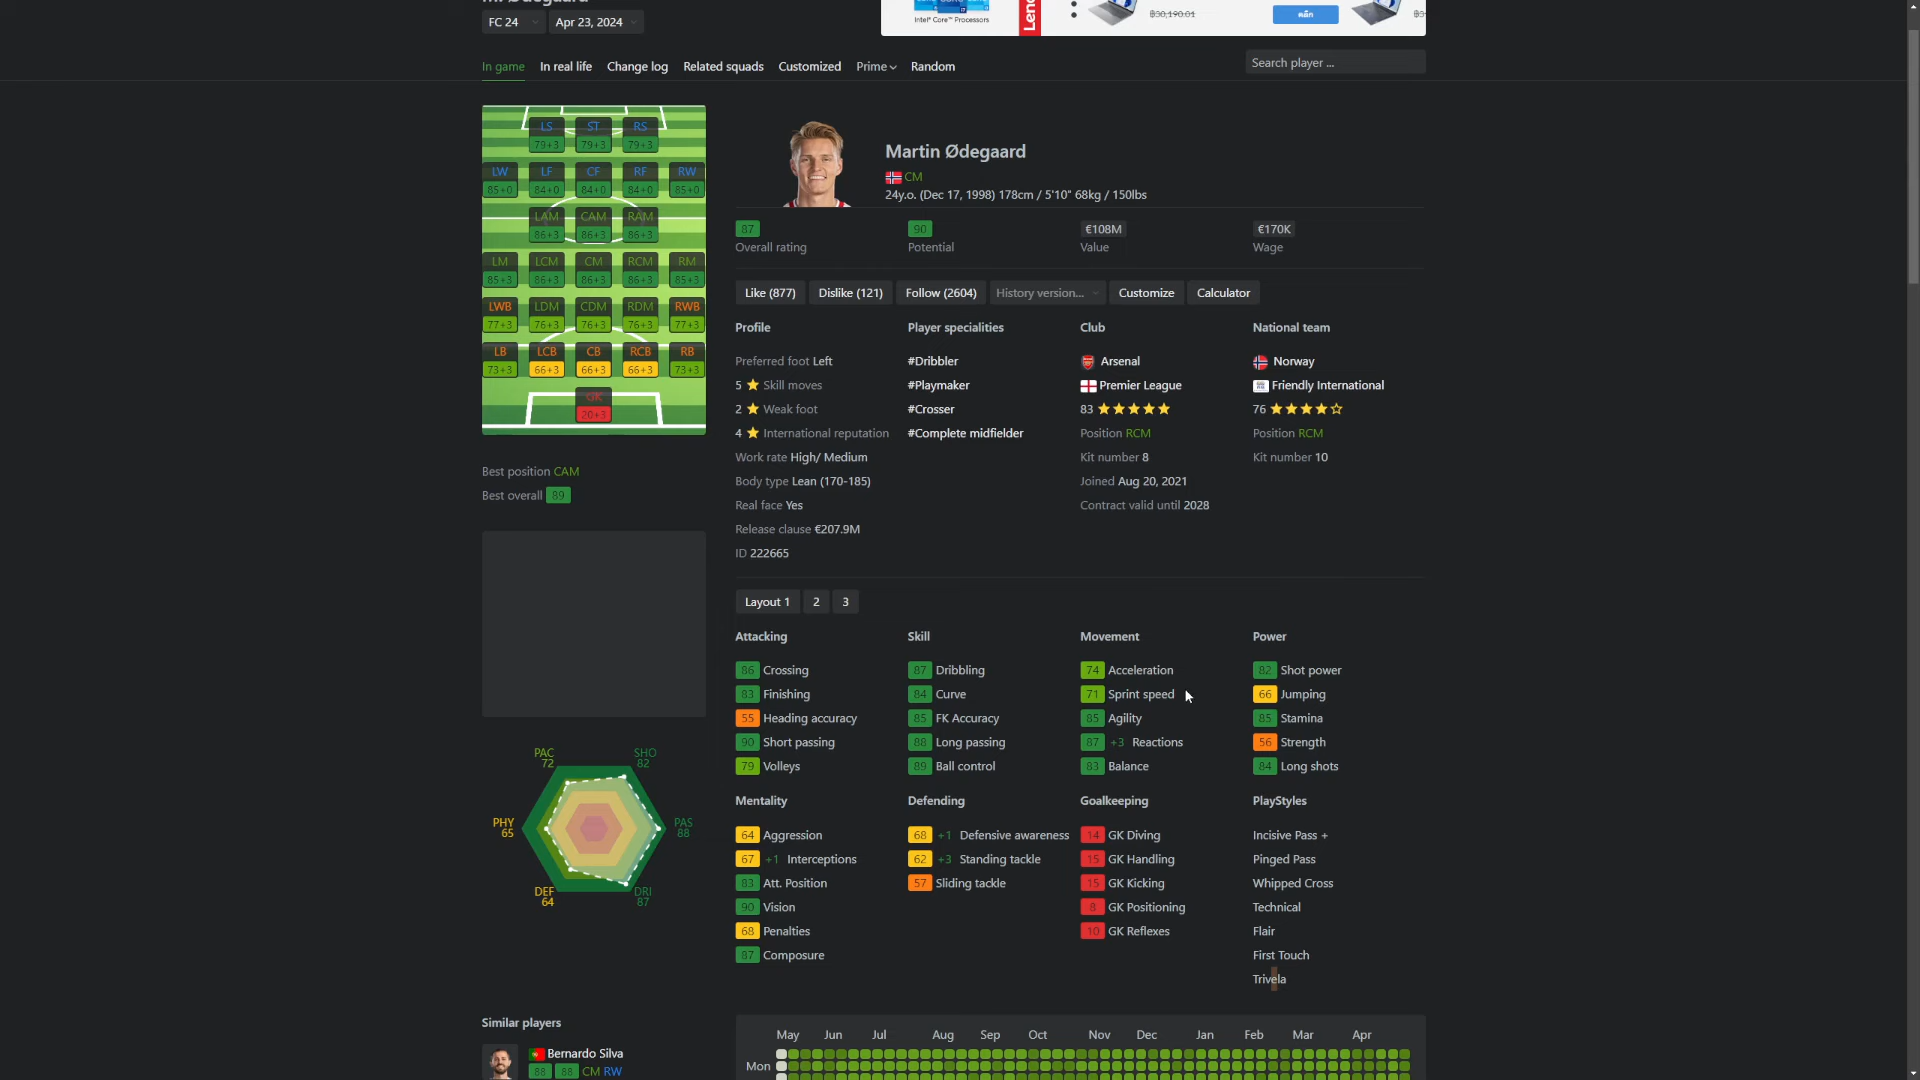 FC 24
Apr 23, 2024
Intel® Core™ Processors
฿30,190.01
คลิก
In game
In real life
Change log
Related squads
Customized
Prime
Random
Search player ...
LS ST RS
79+3 79+3 79+3
LW LF CF RF RW
85+0 84+0 84+0 84+0 85+0
LAM CAM RAM
86+3 86+3 86+3
LM LCM CM RCM RM
85+3 86+3 86+3 86+3 85+3
LWB LDM CDM RDM RWB
77+3 76+3 76+3 76+3 77+3
LB LCB CB RCB RB
73+3 66+3 66+3 66+3 73+3
GK
20+3
Best position CAM
Best overall 89
Martin Ødegaard
CM
24y.o. (Dec 17, 1998) 178cm / 5'10" 68kg / 150lbs
87
Overall rating
90
Potential
€108M
Value
€170K
Wage
Like (877)
Dislike (121)
Follow (2604)
History version...
Customize
Calculator
Profile
Preferred foot Left
5 Skill moves
2 Weak foot
4 International reputation
Work rate High/ Medium
Body type Lean (170-185)
Real face Yes
Release clause €207.9M
ID 222665
Player specialities
#Dribbler
#Playmaker
#Crosser
#Complete midfielder
Club
Arsenal
Premier League
83
Position RCM
Kit number 8
Joined Aug 20, 2021
Contract valid until 2028
National team
Norway
Friendly International
76
Position RCM
Kit number 10
Layout 1
2
3
Attacking
86 Crossing
83 Finishing
55 Heading accuracy
90 Short passing
79 Volleys
Skill
87 Dribbling
84 Curve
85 FK Accuracy
88 Long passing
89 Ball control
Movement
74 Acceleration
71 Sprint speed
85 Agility
87 +3 Reactions
83 Balance
Power
82 Shot power
66 Jumping
85 Stamina
56 Strength
84 Long shots
Mentality
64 Aggression
67 +1 Interceptions
83 Att. Position
90 Vision
68 Penalties
87 Composure
Defending
68 +1 Defensive awareness
62 +3 Standing tackle
57 Sliding tackle
Goalkeeping
14 GK Diving
15 GK Handling
15 GK Kicking
8 GK Positioning
10 GK Reflexes
PlayStyles
Incisive Pass +
Pinged Pass
Whipped Cross
Technical
Flair
First Touch
Trivela
PAC
72
SHO
82
PHY
65
PAS
88
DEF
64
DRI
87
Similar players
Bernardo Silva
88 88 CM RW
May Jun Jul Aug Sep Oct Nov Dec Jan Feb Mar Apr
Mon